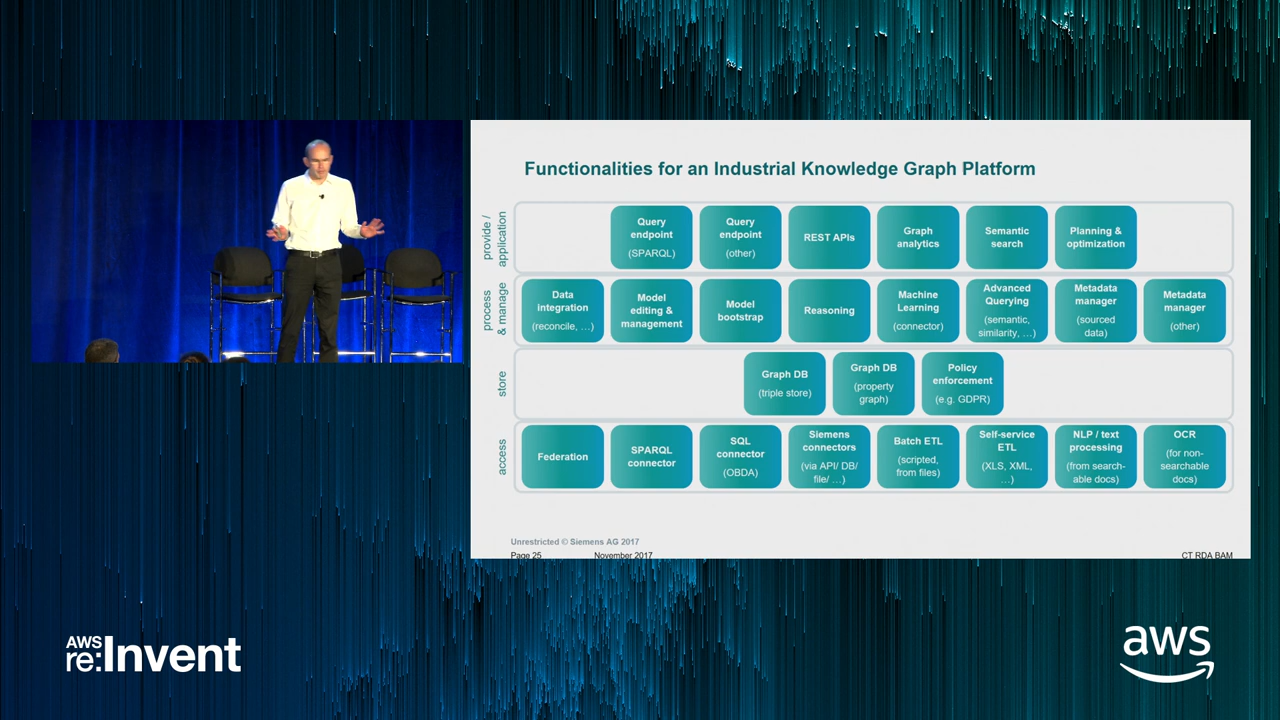 Functionalities for an Industrial Knowledge Graph Platform
provide /
application
Query
endpoint
(SPARQL)
Query
endpoint
(other)
REST APIs
Graph
analytics
Semantic
search
Planning &
optimization
process
& manage
Data
integration
(reconcile, …)
Model
editing &
management
Model
bootstrap
Reasoning
Machine
Learning
(connector)
Advanced
Querying
(semantic,
similarity, …)
Metadata
manager
(sourced
data)
Metadata
manager
(other)
store
Graph DB
(triple store)
Graph DB
(property
graph)
Policy
enforcement
(e.g. GDPR)
access
Federation
SPARQL
connector
SQL
connector
(OBDA)
Siemens
connectors
(via API/ DB/
file/ …)
Batch ETL
(scripted,
from files)
Self-service
ETL
(XLS, XML,
…)
NLP / text
processing
(from search-
able docs)
OCR
(for non-
searchable
docs)
Unrestricted © Siemens AG 2017
Page 25 November 2017 CT RDA BAM
AWS
re:Invent
aws